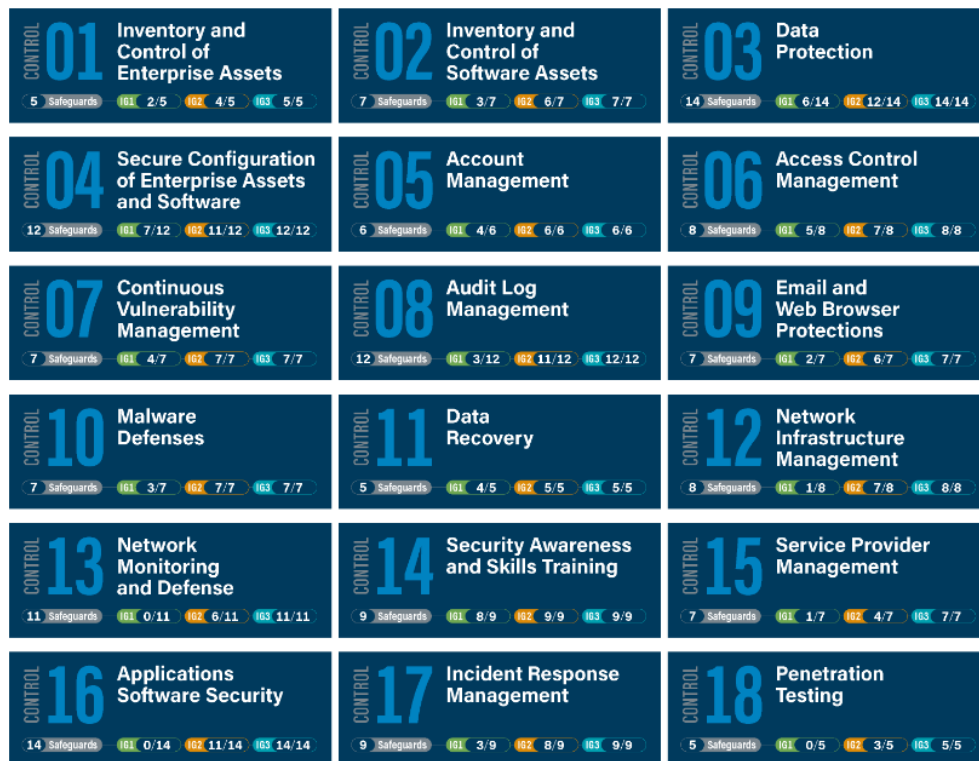 CONTROL 01
Inventory and
Control of
Enterprise Assets
5 Safeguards IG1 2/5 IG2 4/5 IG3 5/5
CONTROL 02
Inventory and
Control of
Software Assets
7 Safeguards IG1 3/7 IG2 6/7 IG3 7/7
CONTROL 03
Data
Protection
14 Safeguards IG1 6/14 IG2 12/14 IG3 14/14
CONTROL 04
Secure Configuration
of Enterprise Assets
and Software
12 Safeguards IG1 7/12 IG2 11/12 IG3 12/12
CONTROL 05
Account
Management
6 Safeguards IG1 4/6 IG2 6/6 IG3 6/6
CONTROL 06
Access Control
Management
8 Safeguards IG1 5/8 IG2 7/8 IG3 8/8
CONTROL 07
Continuous
Vulnerability
Management
7 Safeguards IG1 4/7 IG2 7/7 IG3 7/7
CONTROL 08
Audit Log
Management
12 Safeguards IG1 3/12 IG2 11/12 IG3 12/12
CONTROL 09
Email and
Web Browser
Protections
7 Safeguards IG1 2/7 IG2 6/7 IG3 7/7
CONTROL 10
Malware
Defenses
7 Safeguards IG1 3/7 IG2 7/7 IG3 7/7
CONTROL 11
Data
Recovery
5 Safeguards IG1 4/5 IG2 5/5 IG3 5/5
CONTROL 12
Network
Infrastructure
Management
8 Safeguards IG1 1/8 IG2 7/8 IG3 8/8
CONTROL 13
Network
Monitoring
and Defense
11 Safeguards IG1 0/11 IG2 6/11 IG3 11/11
CONTROL 14
Security Awareness
and Skills Training
9 Safeguards IG1 8/9 IG2 9/9 IG3 9/9
CONTROL 15
Service Provider
Management
7 Safeguards IG1 1/7 IG2 4/7 IG3 7/7
CONTROL 16
Applications
Software Security
14 Safeguards IG1 0/14 IG2 11/14 IG3 14/14
CONTROL 17
Incident Response
Management
9 Safeguards IG1 3/9 IG2 8/9 IG3 9/9
CONTROL 18
Penetration
Testing
5 Safeguards IG1 0/5 IG2 3/5 IG3 5/5